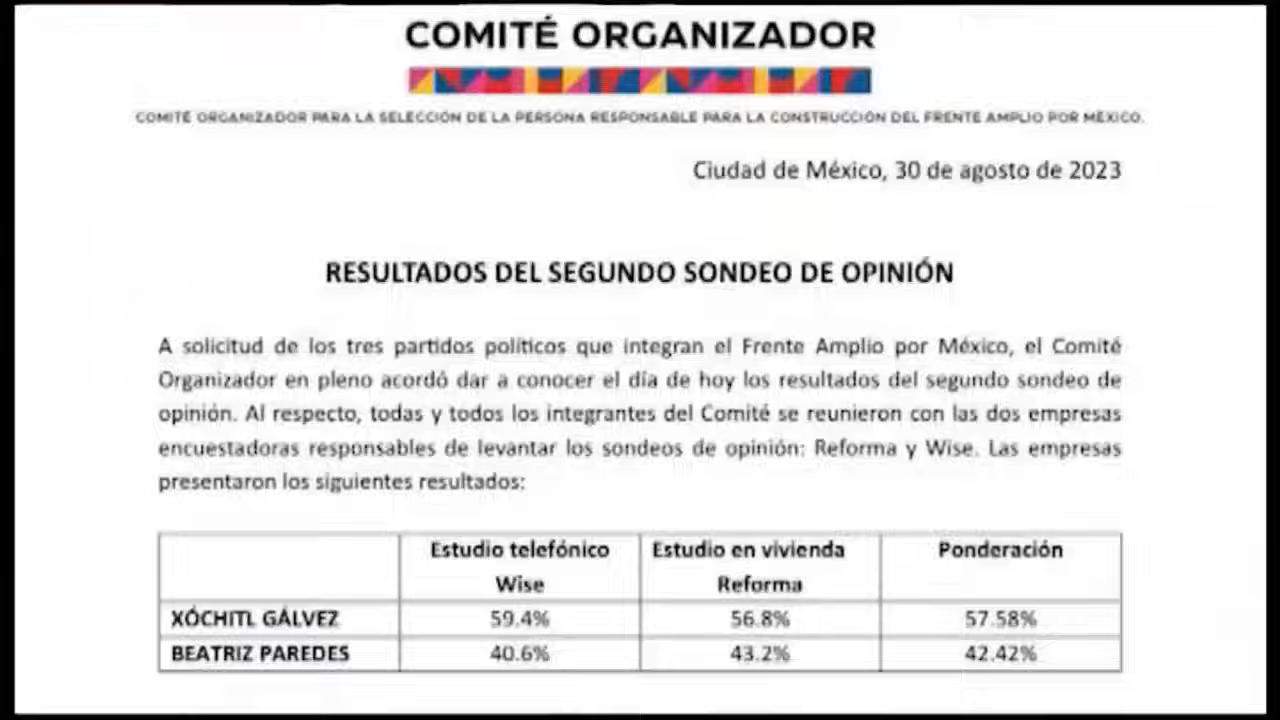 COMITÉ ORGANIZADOR
COMITÉ ORGANIZADOR PARA LA SELECCIÓN DE LA PERSONA RESPONSABLE PARA LA CONSTRUCCIÓN DEL FRENTE AMPLIO POR MÉXICO.
Ciudad de México, 30 de agosto de 2023
RESULTADOS DEL SEGUNDO SONDEO DE OPINIÓN
A solicitud de los tres partidos políticos que integran el Frente Amplio por México, el Comité
Organizador en pleno acordó dar a conocer el día de hoy los resultados del segundo sondeo de
opinión. Al respecto, todas y todos los integrantes del Comité se reunieron con las dos empresas
encuestadoras responsables de levantar los sondeos de opinión: Reforma y Wise. Las empresas
presentaron los siguientes resultados:
Estudio telefónico Estudio en vivienda Ponderación
Wise Reforma
XÓCHITL GÁLVEZ 59.4% 56.8% 57.58%
BEATRIZ PAREDES 40.6% 43.2% 42.42%